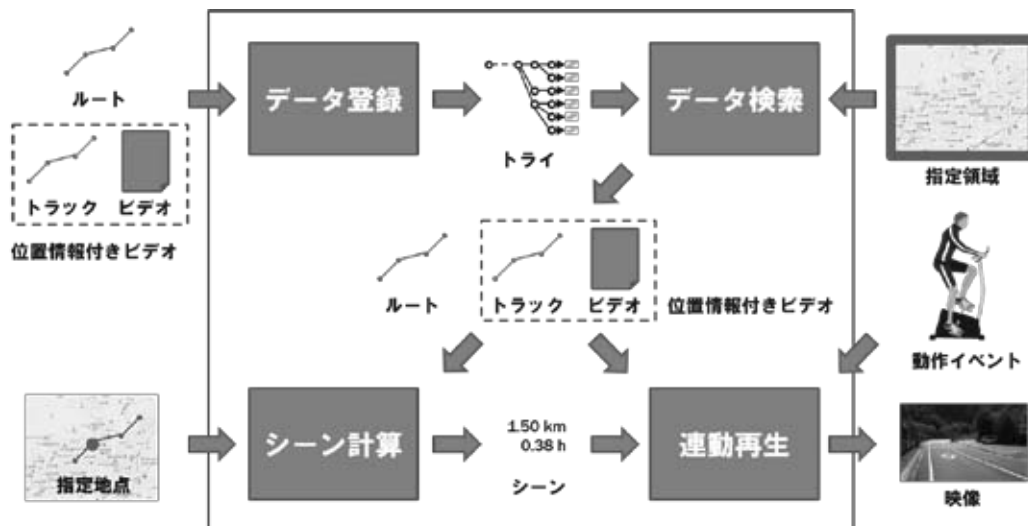 ルート
トラック
ビデオ
位置情報付きビデオ
データ登録
トライ
データ検索
指定領域
ルート
トラック
ビデオ
位置情報付きビデオ
動作イベント
指定地点
シーン計算
1.50 km
0.38 h
シーン
連動再生
映像